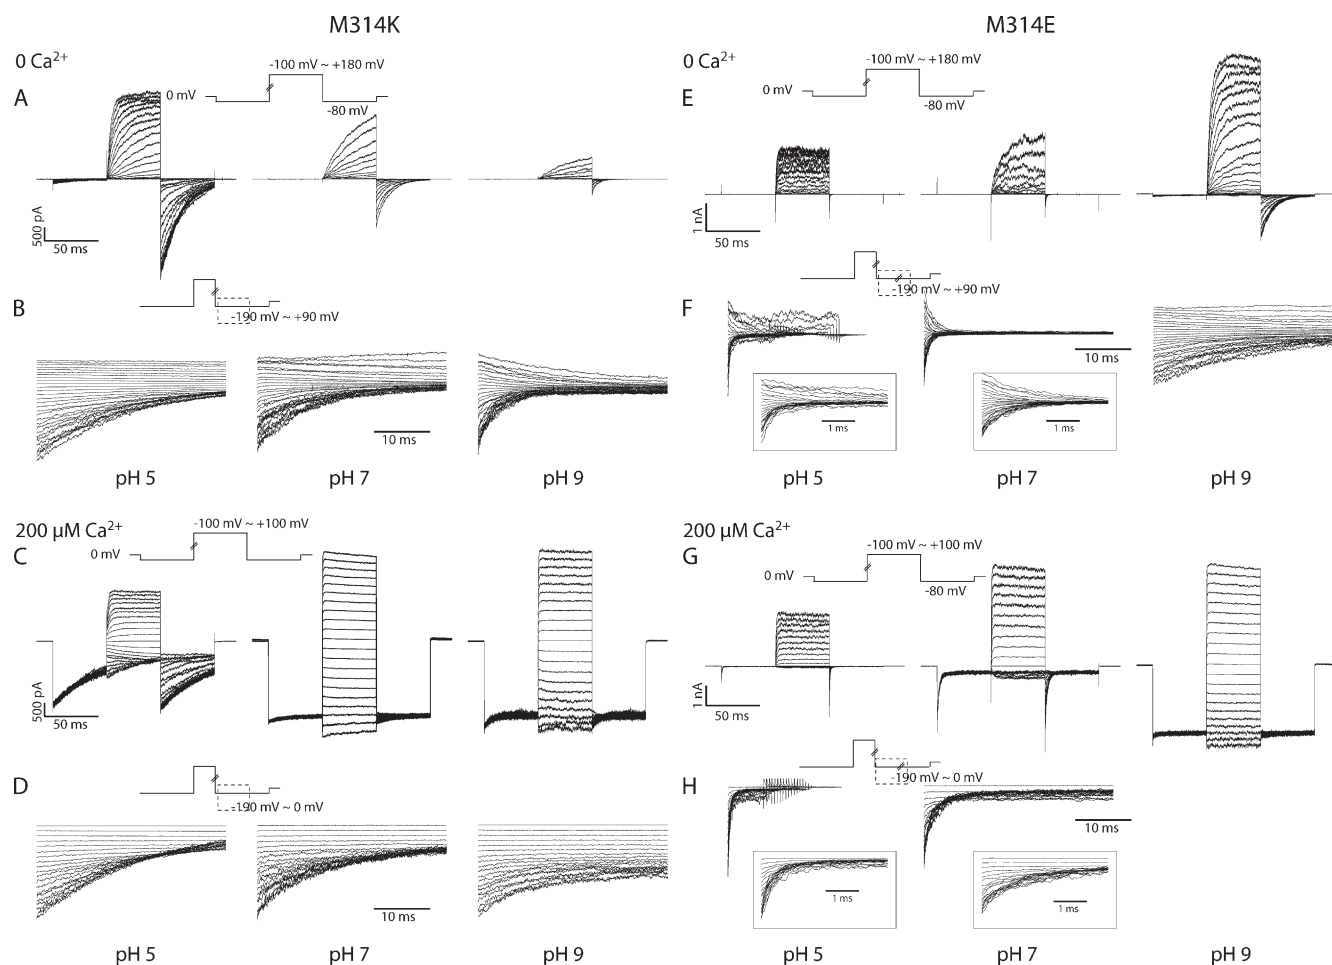 M314K
M314E
0 Ca²⁺
0 Ca²⁺
A
-100 mV ~ +180 mV
0 mV
-80 mV
500 pA
50 ms
E
-100 mV ~ +180 mV
0 mV
-80 mV
1 nA
50 ms
B
-190 mV ~ +90 mV
10 ms
pH 5
pH 7
pH 9
F
-190 mV ~ +90 mV
10 ms
1 ms
1 ms
pH 5
pH 7
pH 9
200 µM Ca²⁺
200 µM Ca²⁺
C
-100 mV ~ +100 mV
0 mV
500 pA
50 ms
G
-100 mV ~ +100 mV
0 mV
-80 mV
1 nA
50 ms
D
-190 mV ~ 0 mV
10 ms
pH 5
pH 7
pH 9
H
-190 mV ~ 0 mV
10 ms
1 ms
1 ms
pH 5
pH 7
pH 9